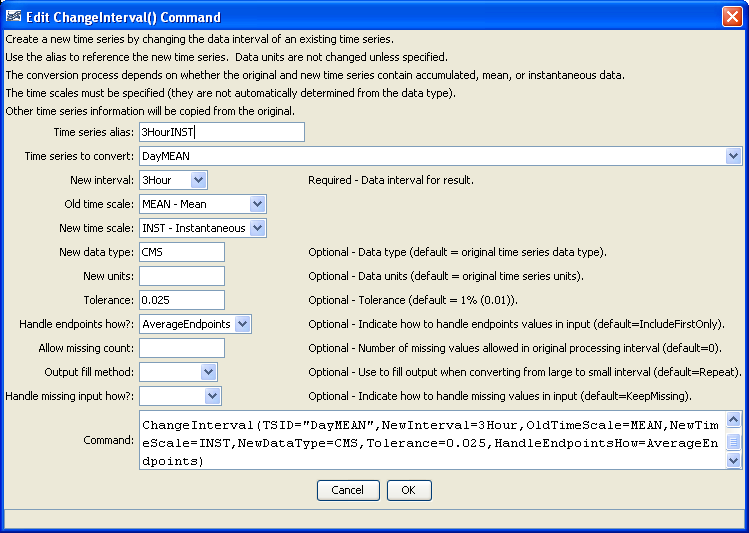 Edit ChangeInterval() Command
Create a new time series by changing the data interval of an existing time series.
Use the alias to reference the new time series.  Data units are not changed unless specified.
The conversion process depends on whether the original and new time series contain accumulated, mean, or instantaneous data.
The time scales must be specified (they are not automatically determined from the data type).
Other time series information will be copied from the original.
Time series alias: 3HourINST
Time series to convert: DayMEAN
New interval: 3Hour Required - Data interval for result.
Old time scale: MEAN - Mean
New time scale: INST - Instantaneous
New data type: CMS Optional - Data type (default = original time series data type).
New units: Optional - Data units (default = original time series units).
Tolerance: 0.025 Optional - Tolerance (default = 1% (0.01)).
Handle endpoints how?: AverageEndpoints Optional - Indicate how to handle endpoints values in input (default=IncludeFirstOnly).
Allow missing count: Optional - Number of missing values allowed in original processing interval (default=0).
Output fill method: Optional - Use to fill output when converting from large to small interval (default=Repeat).
Handle missing input how?: Optional - Indicate how to handle missing values in input (default=KeepMissing).
Command: ChangeInterval(TSID="DayMEAN",NewInterval=3Hour,OldTimeScale=MEAN,NewTim
eScale=INST,NewDataType=CMS,Tolerance=0.025,HandleEndpointsHow=AverageEn
dpoints)
Cancel OK